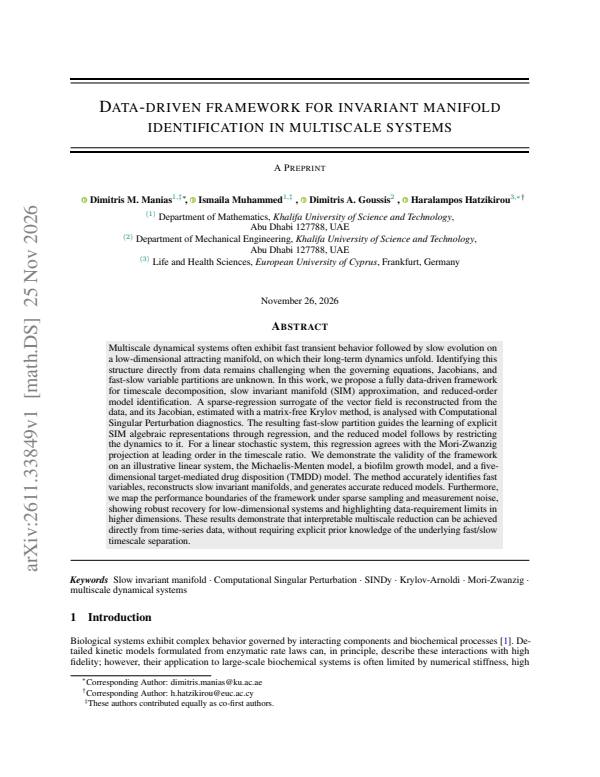 DATA-DRIVEN FRAMEWORK FOR INVARIANT MANIFOLD
IDENTIFICATION IN MULTISCALE SYSTEMS
A PREPRINT
Dimitris M. Manias1,‡*, Ismaila Muhammed1,‡ , Dimitris A. Goussis2 , Haralampos Hatzikirou3,*†
(1) Department of Mathematics, Khalifa University of Science and Technology,
Abu Dhabi 127788, UAE
(2) Department of Mechanical Engineering, Khalifa University of Science and Technology,
Abu Dhabi 127788, UAE
(3) Life and Health Sciences, European University of Cyprus, Frankfurt, Germany
November 26, 2026
ABSTRACT
Multiscale dynamical systems often exhibit fast transient behavior followed by slow evolution on
a low-dimensional attracting manifold, on which their long-term dynamics unfold. Identifying this
structure directly from data remains challenging when the governing equations, Jacobians, and
fast-slow variable partitions are unknown. In this work, we propose a fully data-driven framework
for timescale decomposition, slow invariant manifold (SIM) approximation, and reduced-order
model identification. A sparse-regression surrogate of the vector field is reconstructed from the
data, and its Jacobian, estimated with a matrix-free Krylov method, is analysed with Computational
Singular Perturbation diagnostics. The resulting fast-slow partition guides the learning of explicit
SIM algebraic representations through regression, and the reduced model follows by restricting
the dynamics to it. For a linear stochastic system, this regression agrees with the Mori-Zwanzig
projection at leading order in the timescale ratio. We demonstrate the validity of the framework
on an illustrative linear system, the Michaelis-Menten model, a biofilm growth model, and a five-
dimensional target-mediated drug disposition (TMDD) model. The method accurately identifies fast
variables, reconstructs slow invariant manifolds, and generates accurate reduced models. Furthermore,
we map the performance boundaries of the framework under sparse sampling and measurement noise,
showing robust recovery for low-dimensional systems and highlighting data-requirement limits in
higher dimensions. These results demonstrate that interpretable multiscale reduction can be achieved
directly from time-series data, without requiring explicit prior knowledge of the underlying fast/slow
timescale separation.
Keywords Slow invariant manifold · Computational Singular Perturbation · SINDy · Krylov-Arnoldi · Mori-Zwanzig ·
multiscale dynamical systems
1 Introduction
Biological systems exhibit complex behavior governed by interacting components and biochemical processes [1]. De-
tailed kinetic models formulated from enzymatic rate laws can, in principle, describe these interactions with high
fidelity; however, their application to large-scale biochemical systems is often limited by numerical stiffness, high
*Corresponding Author: dimitris.manias@ku.ac.ae
†Corresponding Author: h.hatzikirou@euc.ac.cy
‡These authors contributed equally as co-first authors.
arXiv:2611.33849v1 [math.DS] 25 Nov 2026